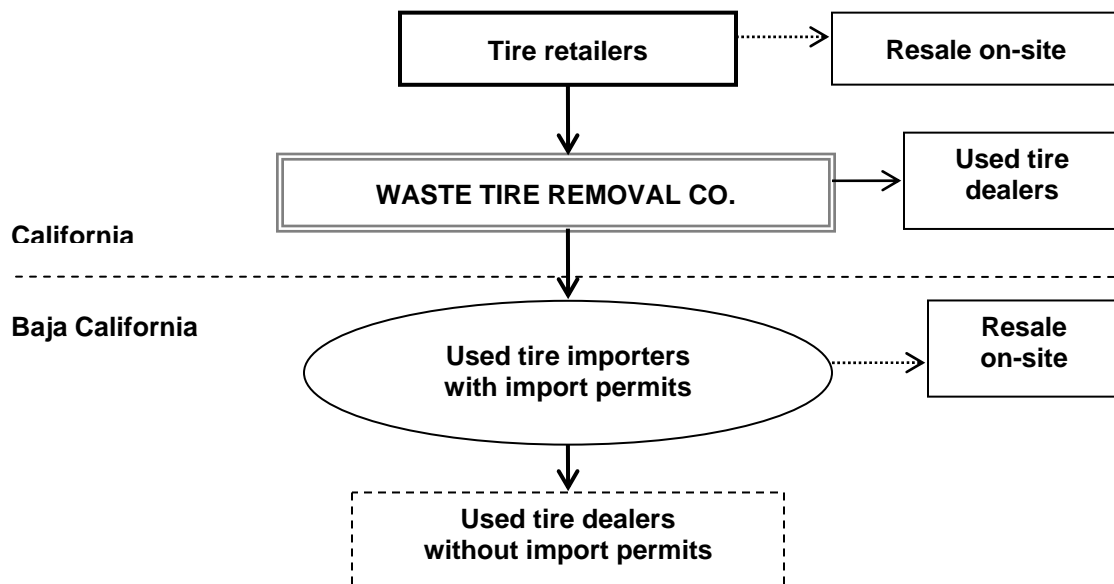 Tire retailers
Resale on-site
WASTE TIRE REMOVAL CO.
Used tire
dealers
California
Baja California
Used tire importers
with import permits
Resale
on-site
Used tire dealers
without import permits